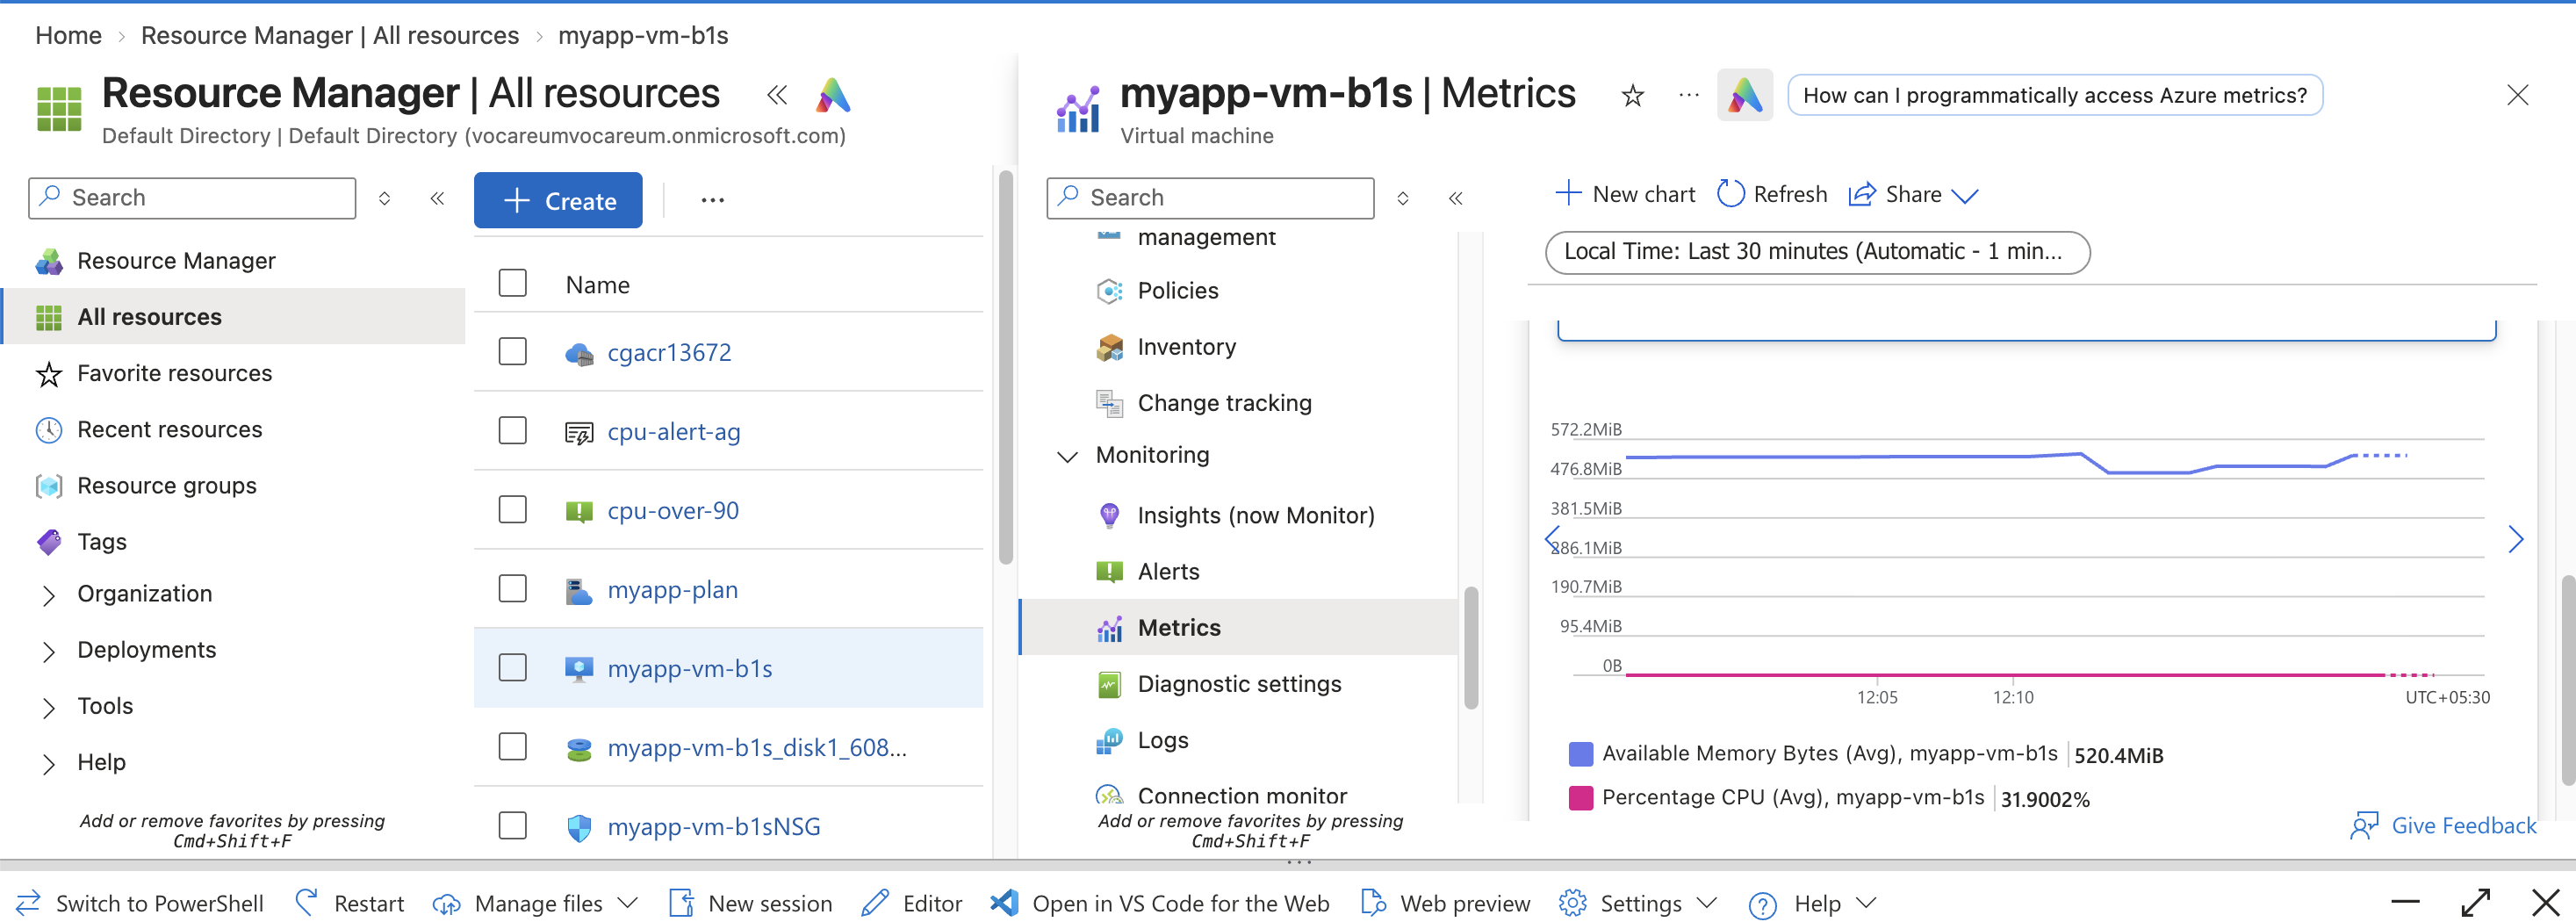 Home > Resource Manager | All resources > myapp-vm-b1s
Resource Manager | All resources
Default Directory | Default Directory (vocareumvocareum.onmicrosoft.com)
Search
Resource Manager
All resources
Favorite resources
Recent resources
Resource groups
Tags
Organization
Deployments
Tools
Help
Add or remove favorites by pressing
Cmd+Shift+F
Create
Name
cgacr13672
cpu-alert-ag
cpu-over-90
myapp-plan
myapp-vm-b1s
myapp-vm-b1s_disk1_608...
myapp-vm-b1sNSG
myapp-vm-b1s | Metrics
Virtual machine
How can I programmatically access Azure metrics?
Search
management
Policies
Inventory
Change tracking
Monitoring
Insights (now Monitor)
Alerts
Metrics
Diagnostic settings
Logs
Connection monitor
Add or remove favorites by pressing
Cmd+Shift+F
New chart Refresh Share
Local Time: Last 30 minutes (Automatic - 1 min...
572.2MiB
476.8MiB
381.5MiB
286.1MiB
190.7MiB
95.4MiB
0B
12:05 12:10 UTC+05:30
Available Memory Bytes (Avg), myapp-vm-b1s | 520.4MiB
Percentage CPU (Avg), myapp-vm-b1s | 31.9002%
Give Feedback
Switch to PowerShell Restart Manage files New session Editor Open in VS Code for the Web Web preview Settings Help